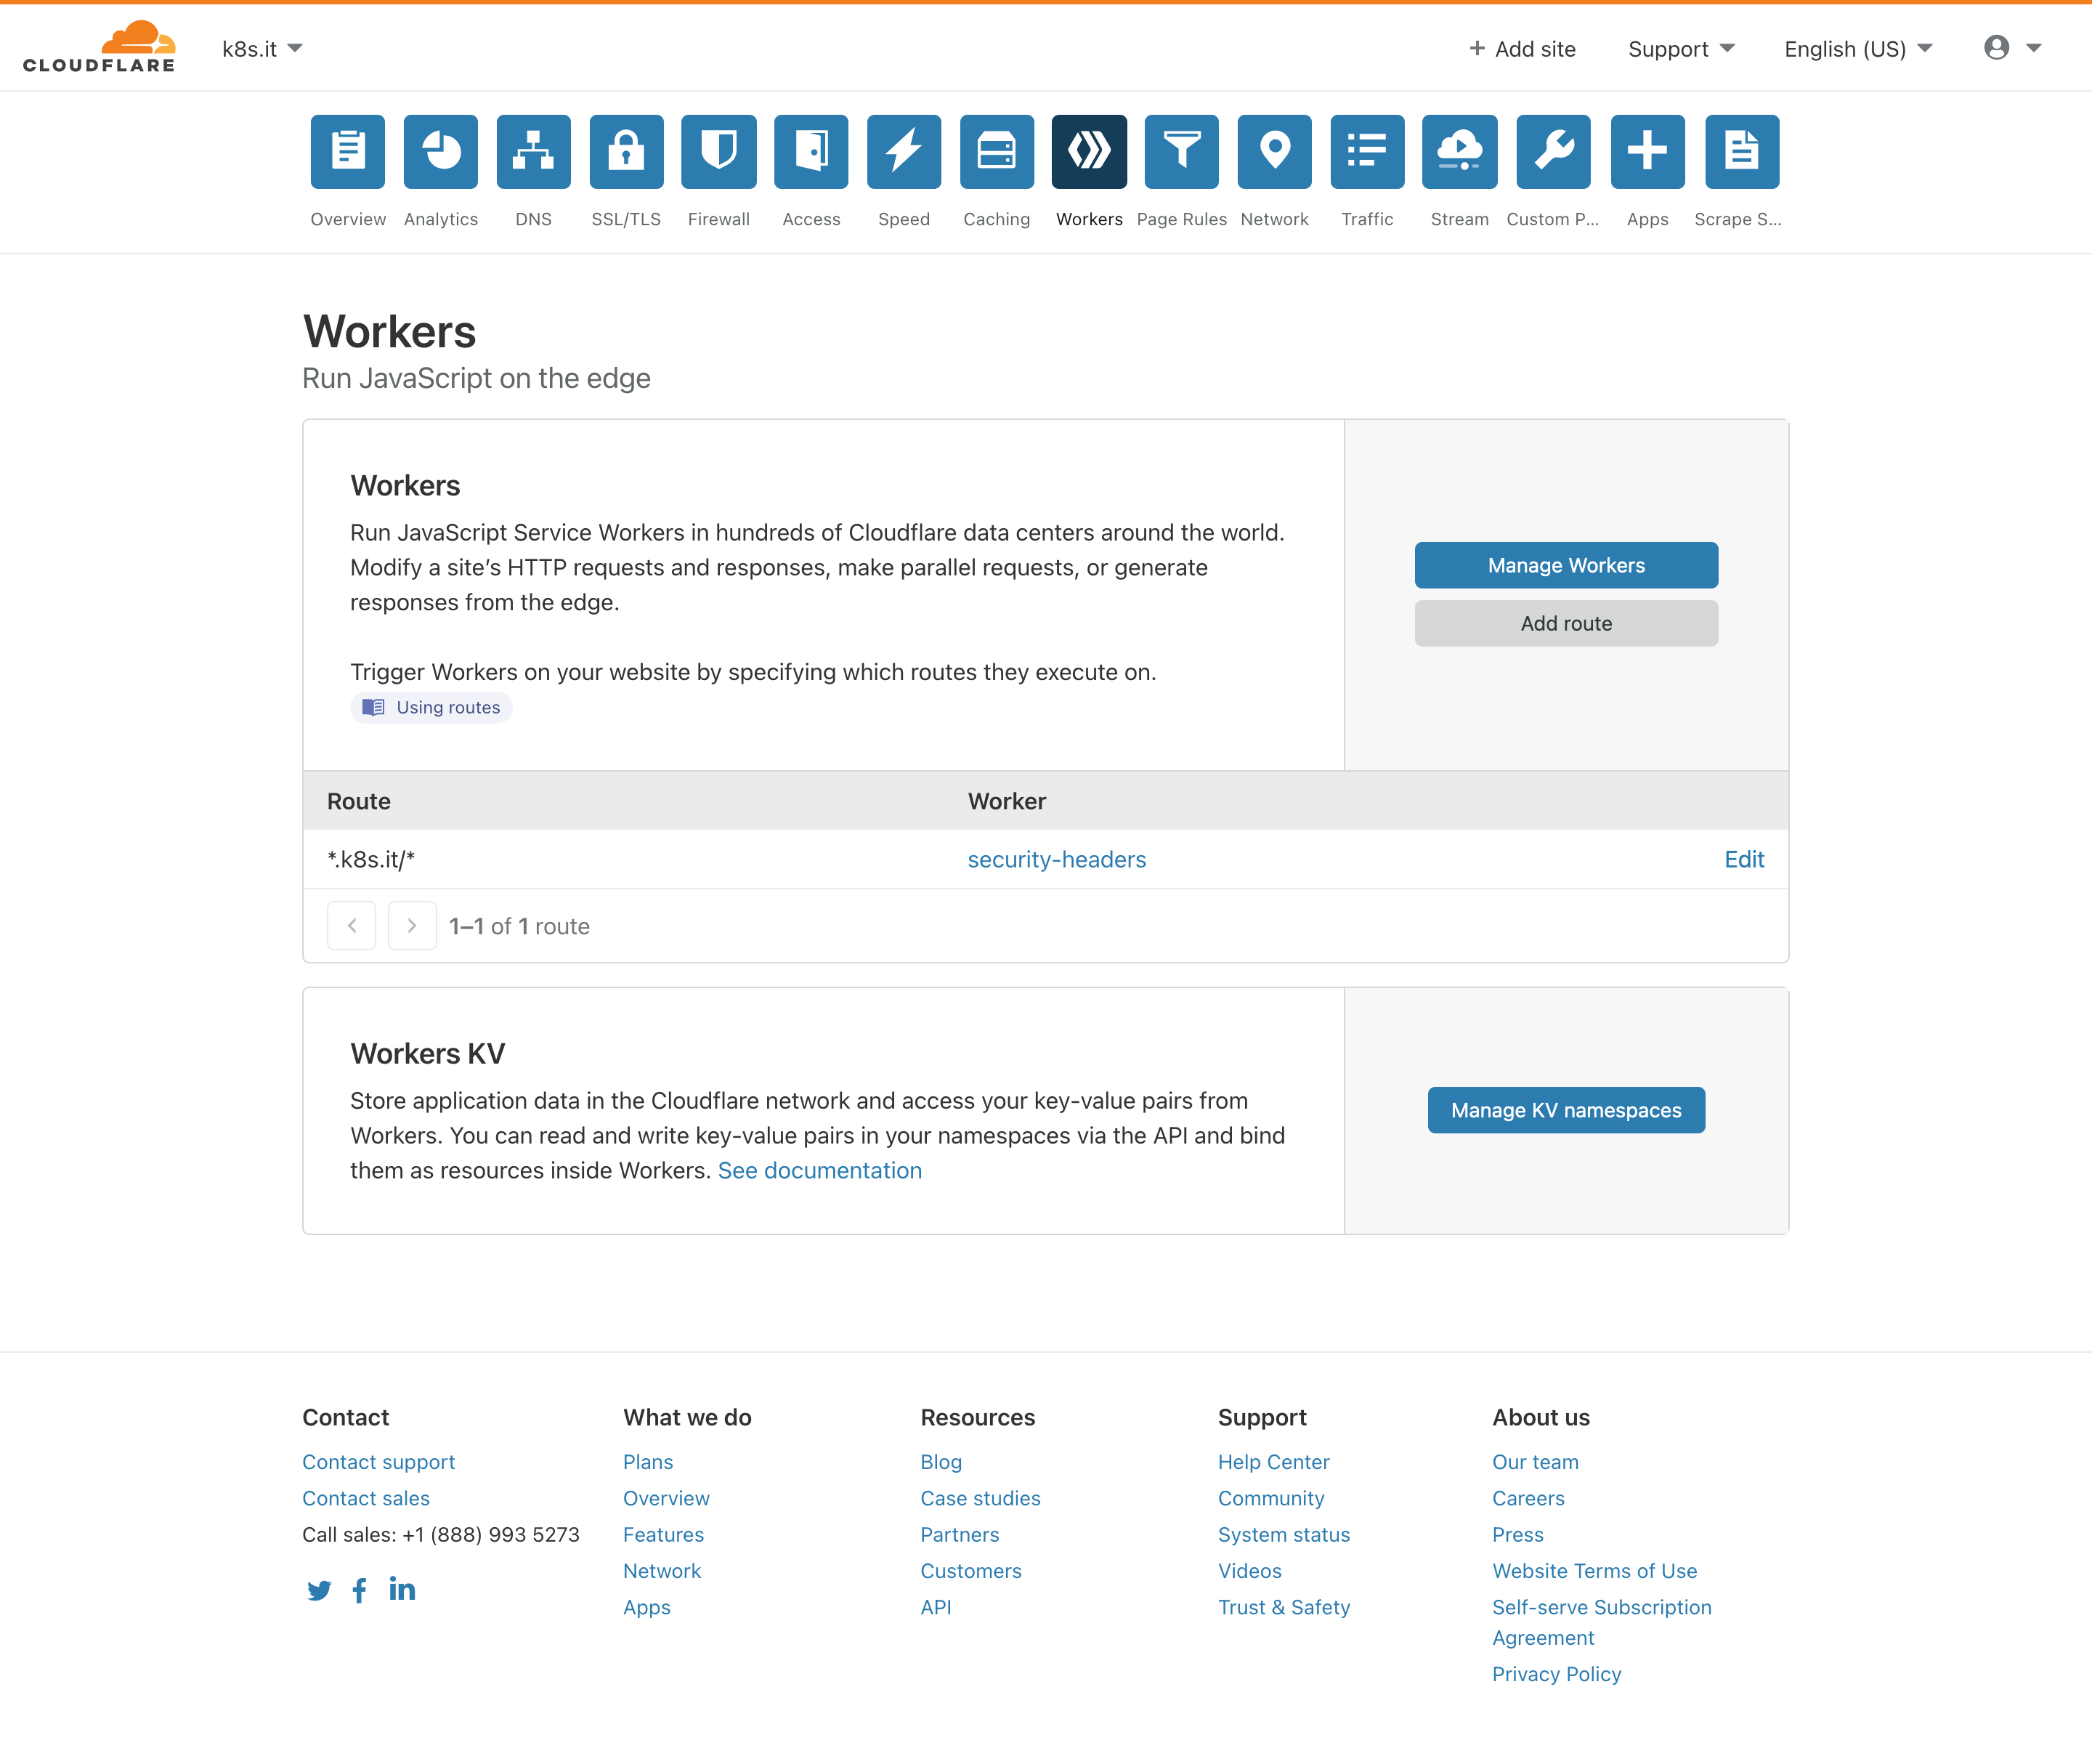 CLOUDFLARE
k8s.it
+ Add site
Support
English (US)
Overview
Analytics
DNS
SSL/TLS
Firewall
Access
Speed
Caching
Workers
Page Rules
Network
Traffic
Stream
Custom P...
Apps
Scrape S...
Workers
Run JavaScript on the edge
Workers
Run JavaScript Service Workers in hundreds of Cloudflare data centers around the world.
Modify a site’s HTTP requests and responses, make parallel requests, or generate
responses from the edge.
Trigger Workers on your website by specifying which routes they execute on.
Using routes
Manage Workers
Add route
Route
Worker
*.k8s.it/*
security-headers
Edit
1–1 of 1 route
Workers KV
Store application data in the Cloudflare network and access your key-value pairs from
Workers. You can read and write key-value pairs in your namespaces via the API and bind
them as resources inside Workers. See documentation
Manage KV namespaces
Contact
Contact support
Contact sales
Call sales: +1 (888) 993 5273
What we do
Plans
Overview
Features
Network
Apps
Resources
Blog
Case studies
Partners
Customers
API
Support
Help Center
Community
System status
Videos
Trust & Safety
About us
Our team
Careers
Press
Website Terms of Use
Self-serve Subscription
Agreement
Privacy Policy